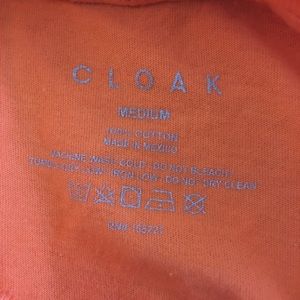 CLOAK
MEDIUM
100% COTTON
MADE IN MEXICO
MACHINE WASH COLD · DO NOT BLEACH
TUMBLE DRY LOW · IRON LOW · DO NOT DRY CLEAN
RN#